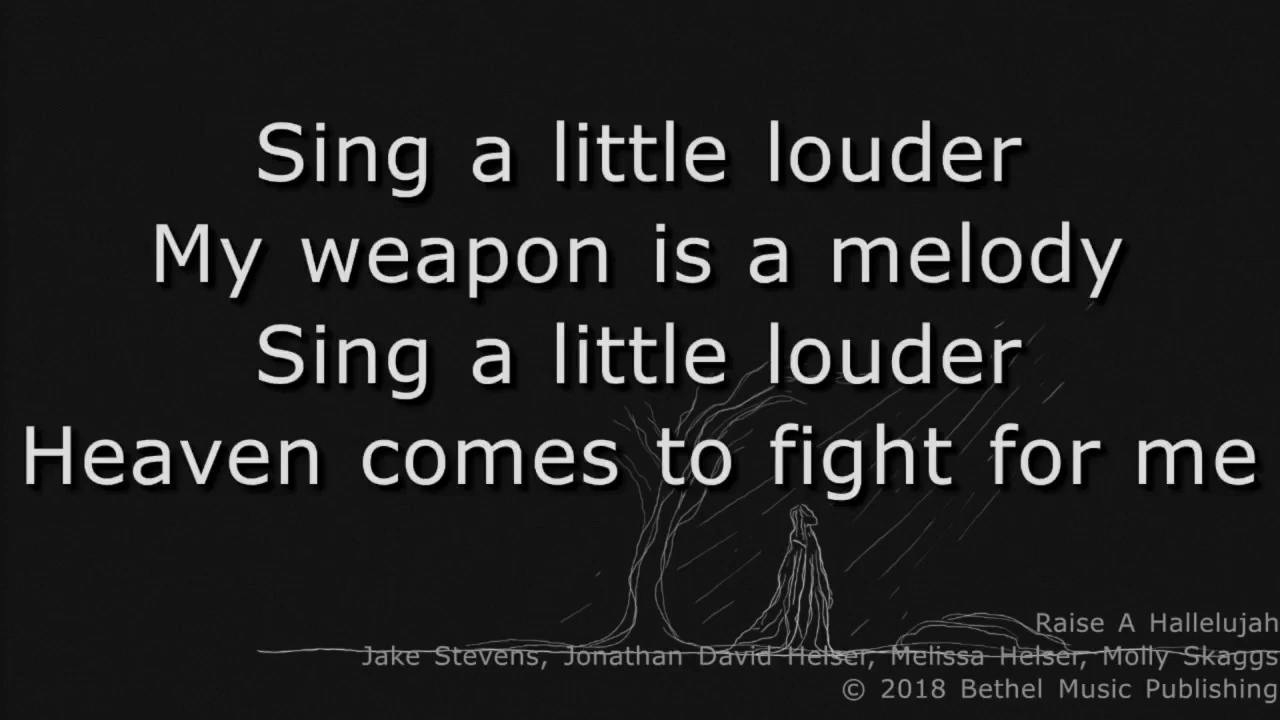 Sing a little louder
My weapon is a melody
Sing a little louder
Heaven comes to fight for me
Raise A Hallelujah
Jake Stevens, Jonathan David Helser, Melissa Helser, Molly Skaggs
© 2018 Bethel Music Publishing